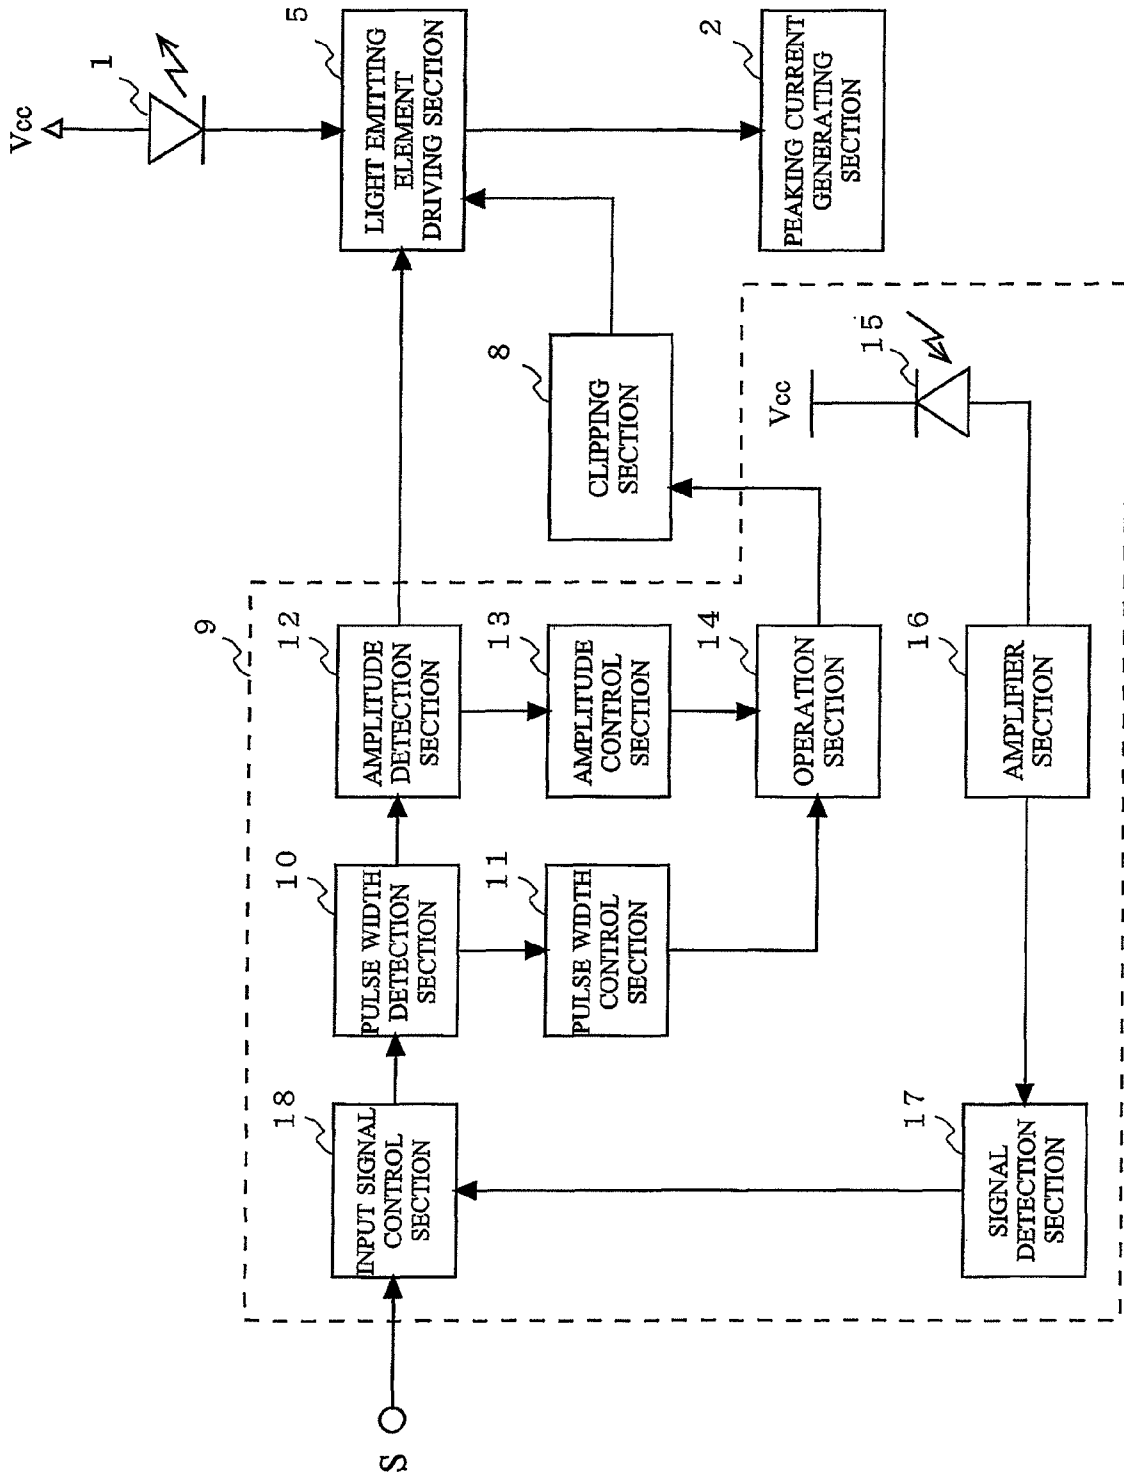 Vcc
1
5
LIGHT EMITTING
ELEMENT
DRIVING SECTION
2
PEAKING CURRENT
GENERATING
SECTION
8
CLIPPING
SECTION
9
12
AMPLITUDE
DETECTION
SECTION
13
AMPLITUDE
CONTROL
SECTION
14
OPERATION
SECTION
Vcc
15
16
AMPLIFIER
SECTION
10
PULSE WIDTH
DETECTION
SECTION
11
PULSE WIDTH
CONTROL
SECTION
18
INPUT SIGNAL
CONTROL
SECTION
17
SIGNAL
DETECTION
SECTION
S